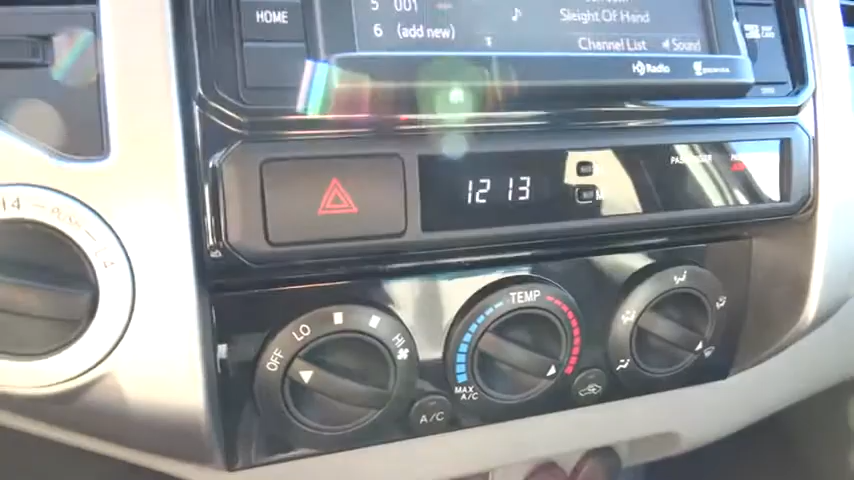 HOME
5 001
♪ Sleight Of Hand
6 (Add New)
Channel List Sound
HD Radio
12 13
PASSENGER
OFF LO HI
TEMP
MAX A/C
A/C